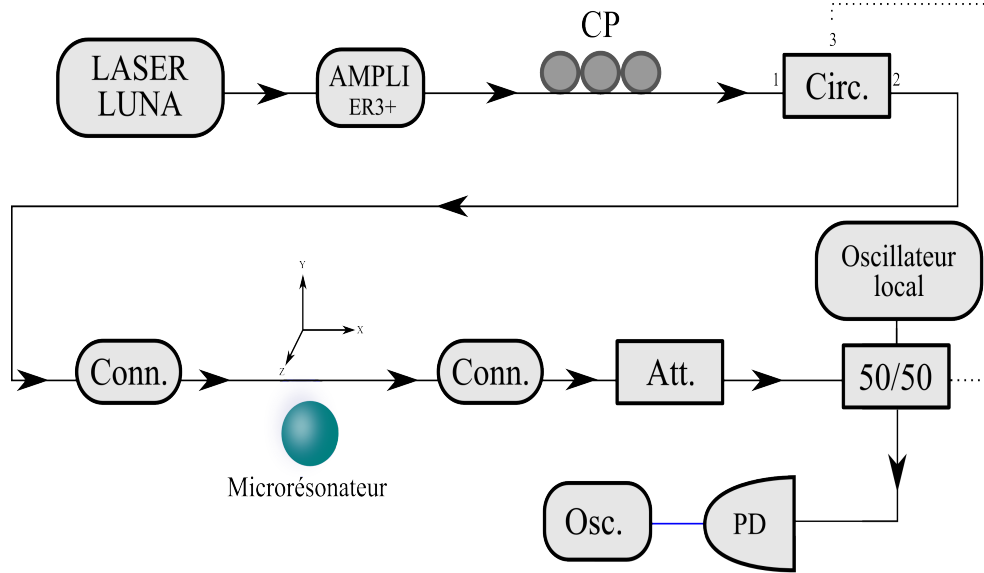 CP
3
LASER
LUNA
AMPLI
ER3+
1
Circ.
2
Oscillateur
local
Y
X
Z
Conn.
Conn.
Att.
50/50
Microrésonateur
Osc.
PD